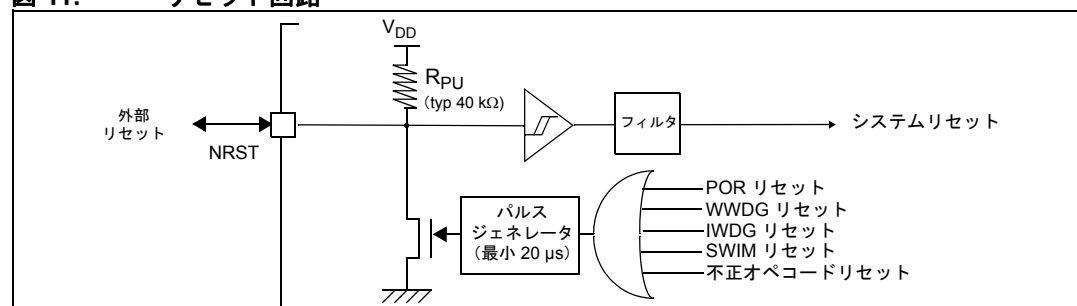 V_DD
R_PU
(typ 40 kΩ)
外部
リセット
NRST
フィルタ
システムリセット
パルス
ジェネレータ
(最小 20 µs)
POR リセット
WWDG リセット
IWDG リセット
SWIM リセット
不正オペコードリセット